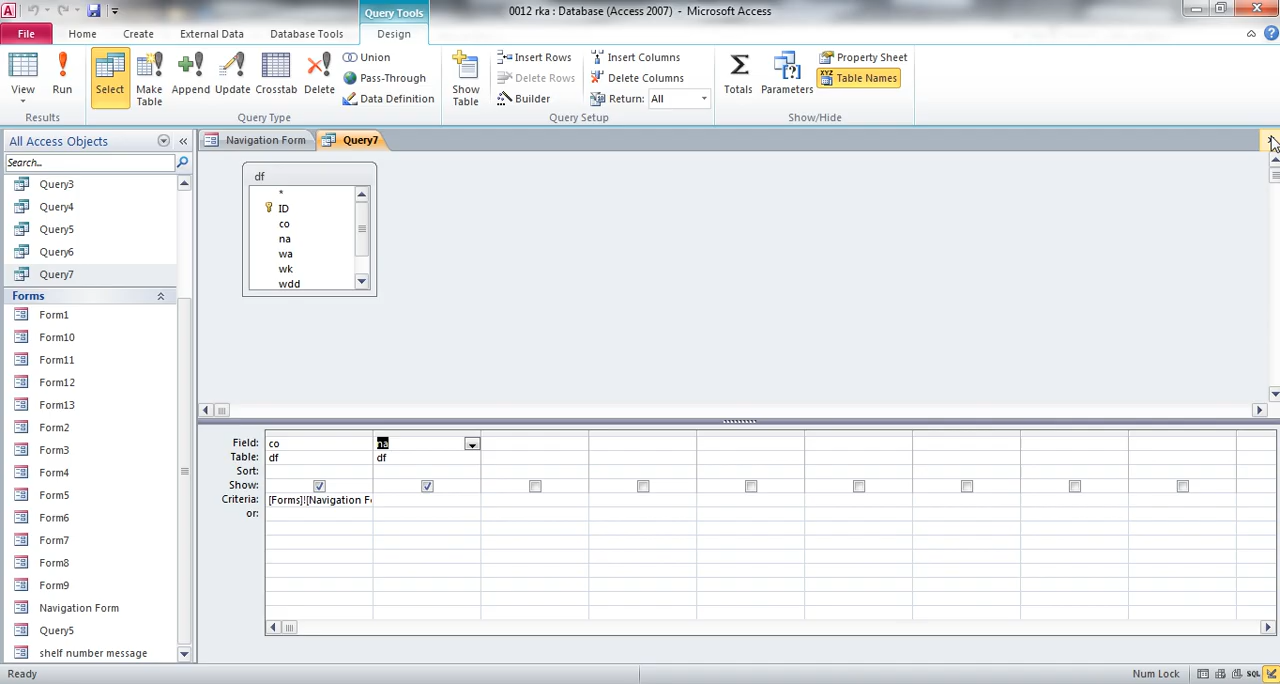 0012 rka : Database (Access 2007) - Microsoft Access
Query Tools
File Home Create External Data Database Tools Design
View Run Select Make Table Append Update Crosstab Delete
Union
Pass-Through
Data Definition
Show Table
Insert Rows
Delete Rows
Builder
Insert Columns
Delete Columns
Return: All
Totals Parameters
Property Sheet
XYZ Table Names
Results Query Type Query Setup Show/Hide
All Access Objects
Navigation Form Query7
Search...
Query3
Query4
Query5
Query6
Query7
Forms
Form1
Form10
Form11
Form12
Form13
Form2
Form3
Form4
Form5
Form6
Form7
Form8
Form9
Navigation Form
Query5
shelf number message
df
*
ID
co
na
wa
wk
wdd
Field: co na
Table: df df
Sort:
Show:
Criteria: [Forms]![Navigation F
or:
Ready Num Lock SQL